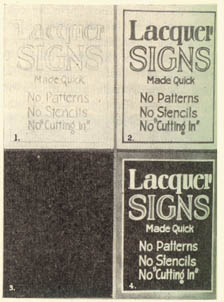 Lacquer
SIGNS
Made Quick
No Patterns
No Stencils
No "Cutting In"
1.
Lacquer
SIGNS
Made Quick
No Patterns
No Stencils
No "Cutting In"
2.
3.
Lacquer
SIGNS
Made Quick
No Patterns
No Stencils
No "Cutting In"
4.